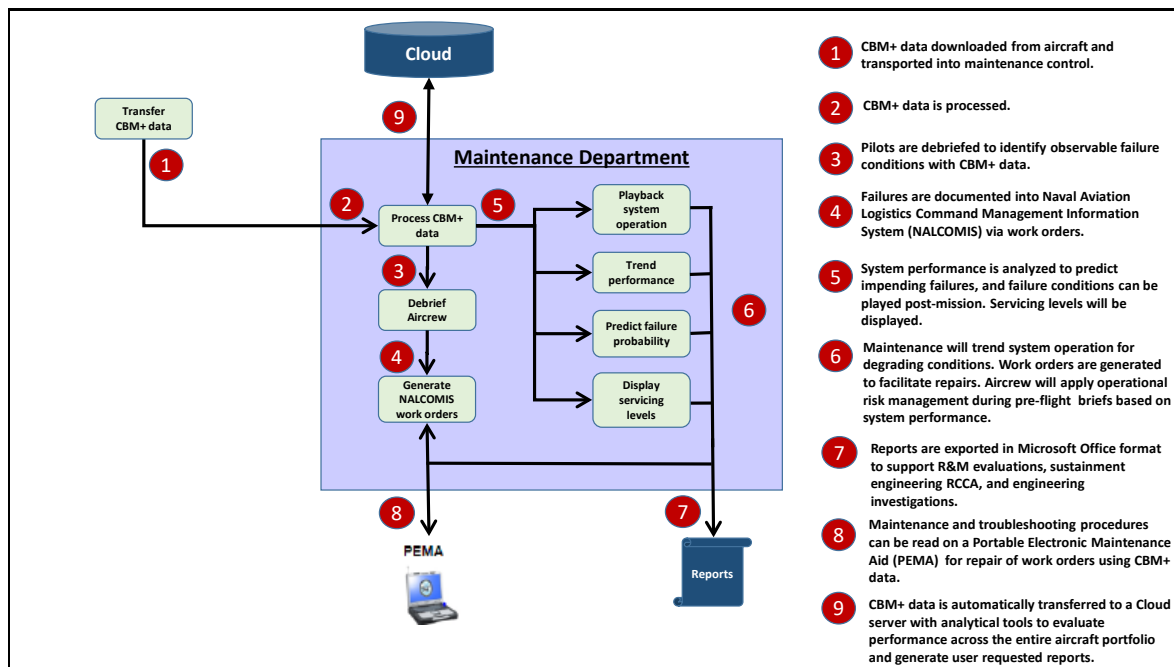 Cloud
Transfer
CBM+ data
9
1
Maintenance Department
2
Process CBM+
data
5
Playback
system
operation
3
Trend
performance
Debrief
Aircrew
6
Predict failure
probability
4
Generate
NALCOMIS
work orders
Display
servicing
levels
8
7
PEMA
Reports
1
CBM+ data downloaded from aircraft and
transported into maintenance control.
2
CBM+ data is processed.
3
Pilots are debriefed to identify observable failure
conditions with CBM+ data.
4
Failures are documented into Naval Aviation
Logistics Command Management Information
System (NALCOMIS) via work orders.
5
System performance is analyzed to predict
impending failures, and failure conditions can be
played post-mission. Servicing levels will be
displayed.
6
Maintenance will trend system operation for
degrading conditions. Work orders are generated
to facilitate repairs. Aircrew will apply operational
risk management during pre-flight briefs based on
system performance.
7
Reports are exported in Microsoft Office format
to support R&M evaluations, sustainment
engineering RCCA, and engineering
investigations.
8
Maintenance and troubleshooting procedures
can be read on a Portable Electronic Maintenance
Aid (PEMA) for repair of work orders using CBM+
data.
9
CBM+ data is automatically transferred to a Cloud
server with analytical tools to evaluate
performance across the entire aircraft portfolio
and generate user requested reports.